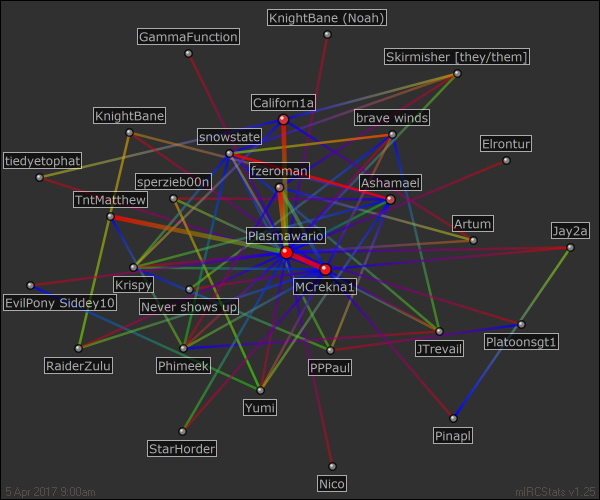 KnightBane (Noah)
GammaFunction
Skirmisher [they/them]
Californ1a
KnightBane
brave winds
snowstate
Elrontur
tiedyetophat
fzeroman
sperzieb00n
Ashamael
TntMatthew
Artum
Plasmawario
Jay2a
Krispy
MCrekna1
EvilPony Siddey10
Never shows up
Platoonsgt1
JTrevail
RaiderZulu
Phimeek
PPPaul
Yumi
Pinapl
StarHorder
Nico
5 Apr 2017 9:00am
mIRCStats v1.25